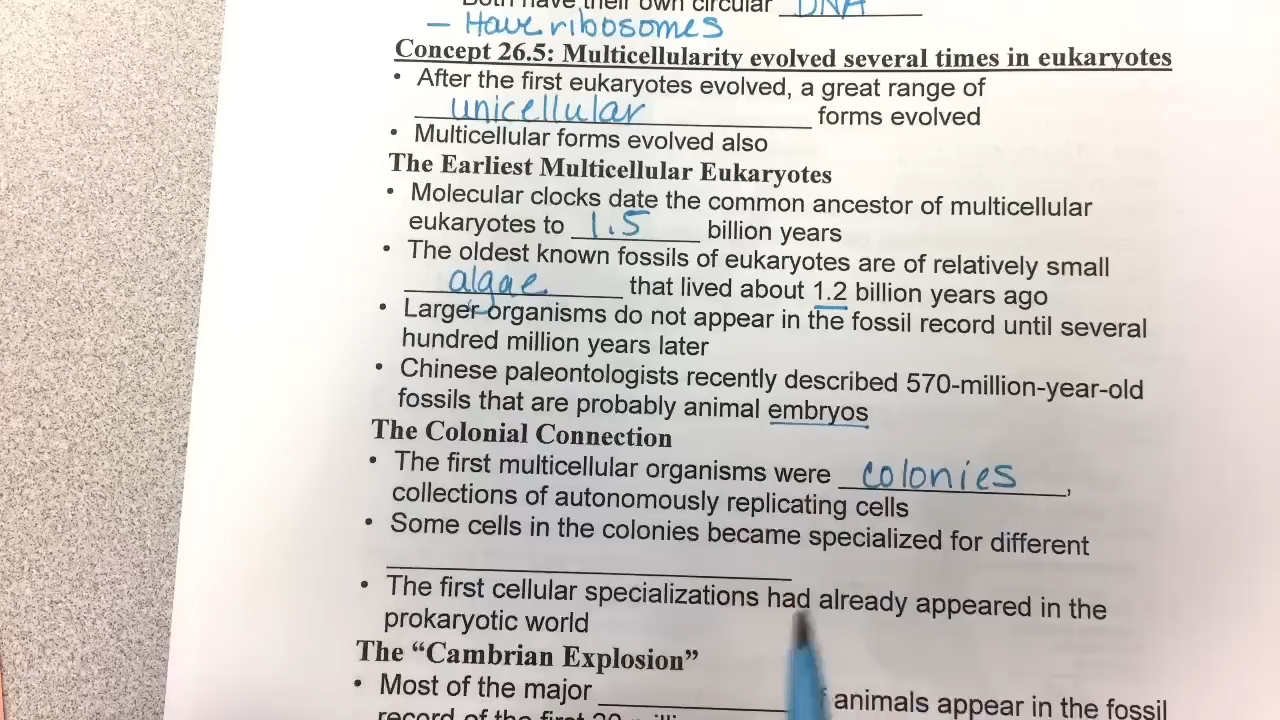 Both have their own circular DNA
– Have ribosomes
Concept 26.5: Multicellularity evolved several times in eukaryotes
• After the first eukaryotes evolved, a great range of
unicellular forms evolved
• Multicellular forms evolved also
The Earliest Multicellular Eukaryotes
• Molecular clocks date the common ancestor of multicellular
eukaryotes to 1.5 billion years
• The oldest known fossils of eukaryotes are of relatively small
algae that lived about 1.2 billion years ago
• Larger organisms do not appear in the fossil record until several
hundred million years later
• Chinese paleontologists recently described 570-million-year-old
fossils that are probably animal embryos
The Colonial Connection
• The first multicellular organisms were colonies,
collections of autonomously replicating cells
• Some cells in the colonies became specialized for different
• The first cellular specializations had already appeared in the
prokaryotic world
The “Cambrian Explosion”
• Most of the major animals appear in the fossil
record of the first 20